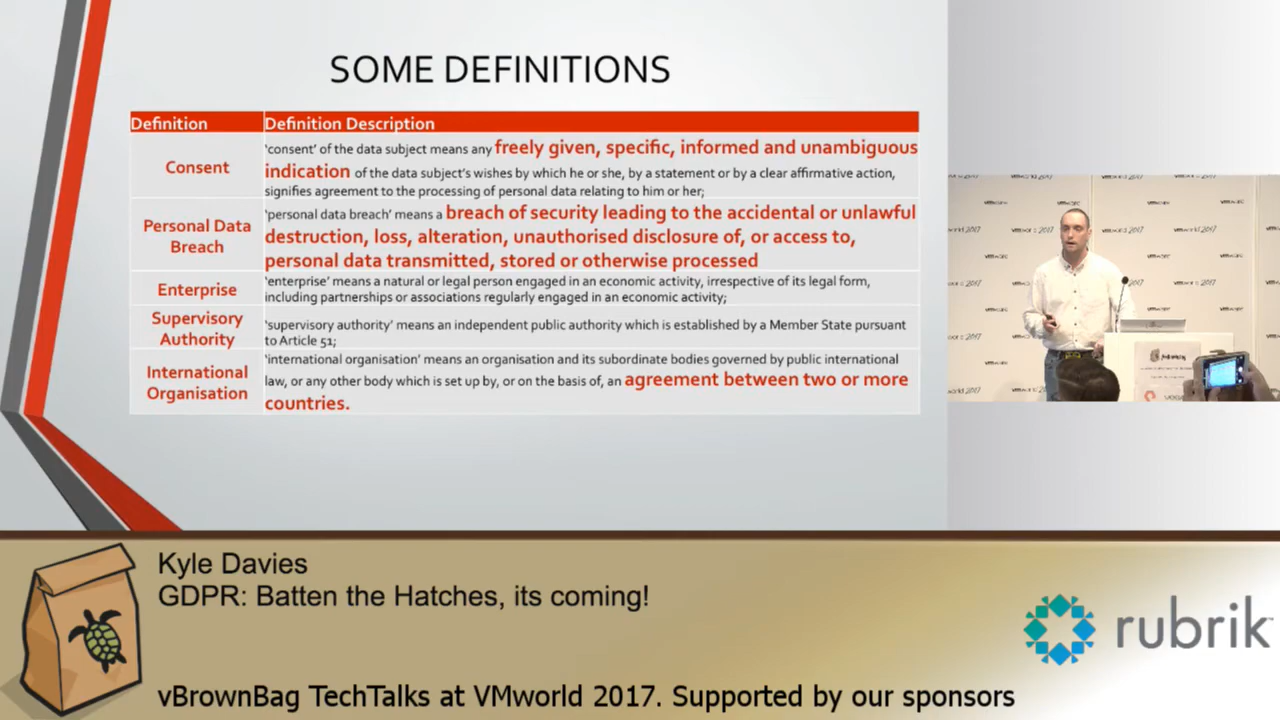 SOME DEFINITIONS
Definition
Definition Description
Consent
'consent' of the data subject means any freely given, specific, informed and unambiguous
indication of the data subject's wishes by which he or she, by a statement or by a clear affirmative action,
signifies agreement to the processing of personal data relating to him or her;
Personal Data
Breach
'personal data breach' means a breach of security leading to the accidental or unlawful
destruction, loss, alteration, unauthorised disclosure of, or access to,
personal data transmitted, stored or otherwise processed
Enterprise
'enterprise' means a natural or legal person engaged in an economic activity, irrespective of its legal form,
including partnerships or associations regularly engaged in an economic activity;
Supervisory
Authority
'supervisory authority' means an independent public authority which is established by a Member State pursuant
to Article 51;
International
Organisation
'international organisation' means an organisation and its subordinate bodies governed by public international
law, or any other body which is set up by, or on the basis of, an agreement between two or more
countries.
Kyle Davies
GDPR: Batten the Hatches, its coming!
rubrik
vBrownBag TechTalks at VMworld 2017. Supported by our sponsors